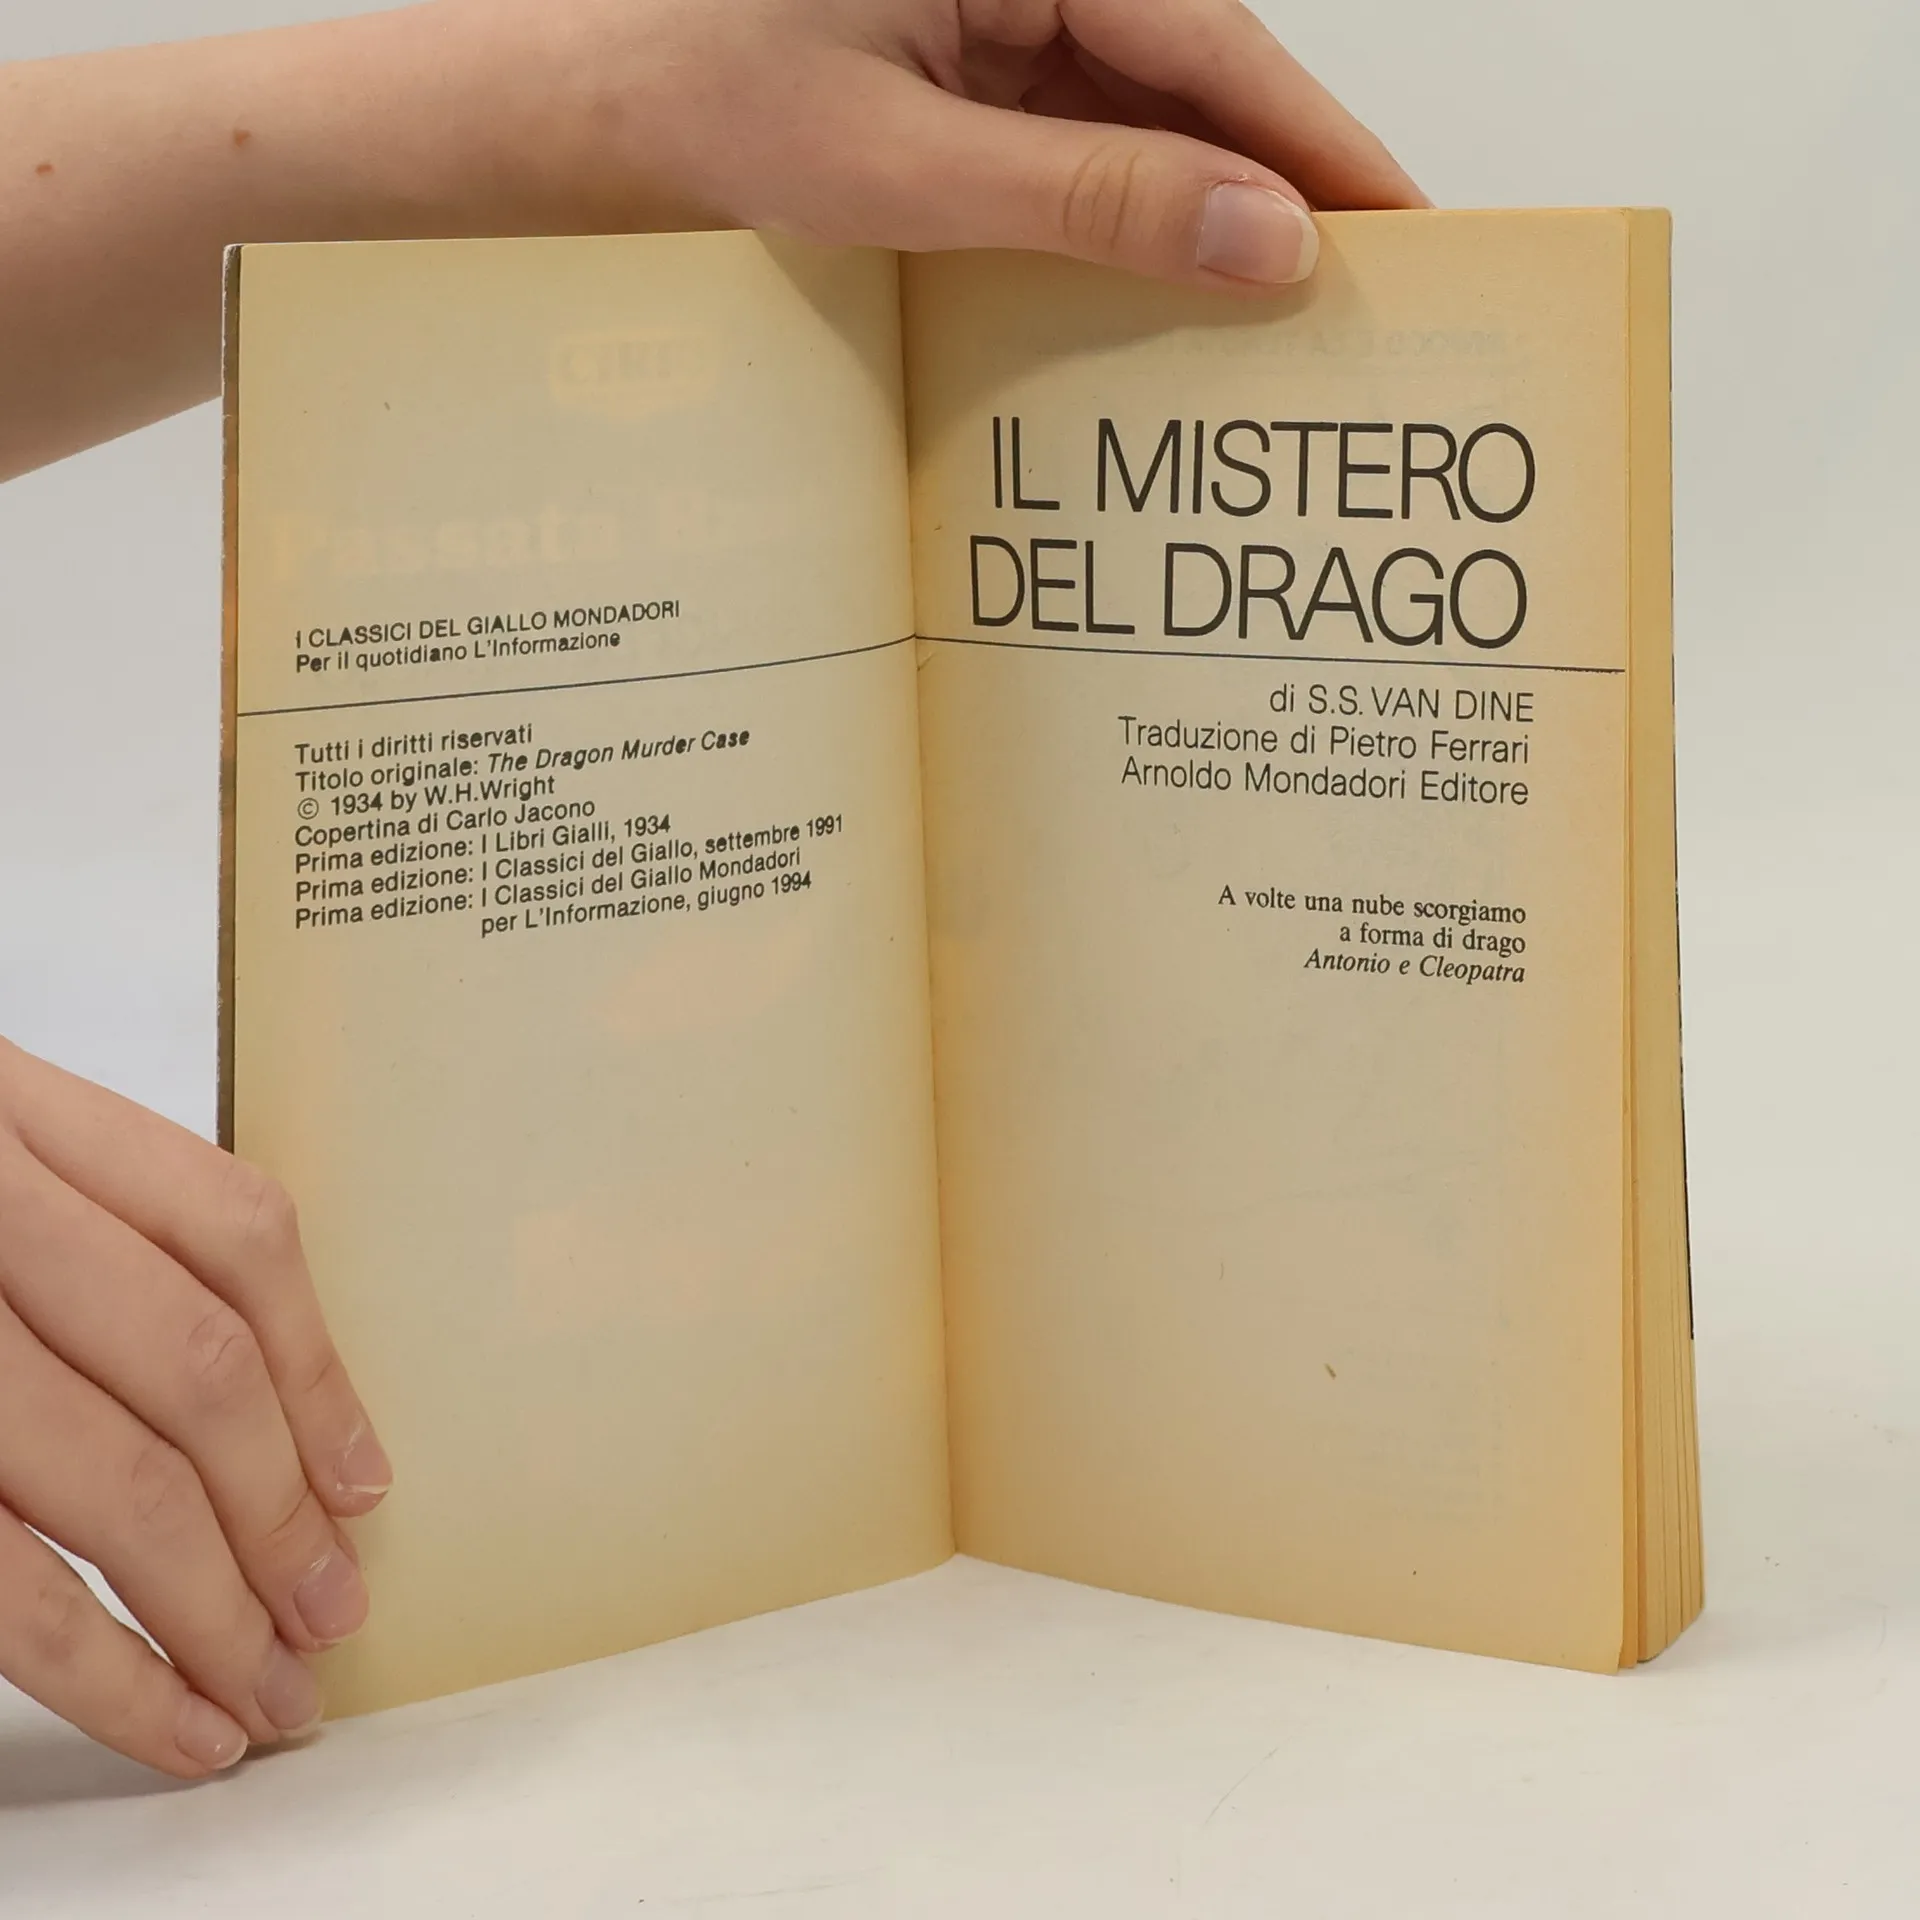 I CLASSICI DEL GIALLO MONDADORI
Per il quotidiano L'Informazione
Tutti i diritti riservati
Titolo originale: The Dragon Murder Case
© 1934 by W.H.Wright
Copertina di Carlo Jacono
Prima edizione: I Libri Gialli, 1934
Prima edizione: I Classici del Giallo, settembre 1991
Prima edizione: I Classici del Giallo Mondadori
per L'Informazione, giugno 1994
IL MISTERO
DEL DRAGO
di S.S. VAN DINE
Traduzione di Pietro Ferrari
Arnoldo Mondadori Editore
A volte una nube scorgiamo
a forma di drago
Antonio e Cleopatra